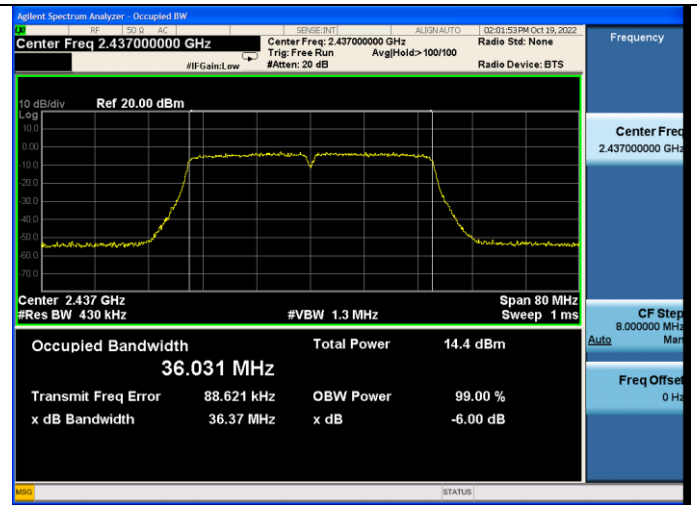 Agilent Spectrum Analyzer - Occupied BW
RF 50 Ω AC SENSE:INT ALIGN AUTO 02:01:53 PM Oct 19, 2022
Center Freq 2.437000000 GHz Center Freq: 2.437000000 GHz Radio Std: None
Trig: Free Run Avg|Hold:>100/100
#IFGain:Low #Atten: 20 dB Radio Device: BTS
Frequency
10 dB/div Ref 20.00 dBm
Log
10.0
0.00
-10.0
-20.0
-30.0
-40.0
-50.0
-60.0
-70.0
Center 2.437 GHz Span 80 MHz
#Res BW 430 kHz #VBW 1.3 MHz Sweep 1 ms
Occupied Bandwidth Total Power 14.4 dBm
36.031 MHz
Transmit Freq Error 88.621 kHz OBW Power 99.00 %
x dB Bandwidth 36.37 MHz x dB -6.00 dB
Center Freq
2.437000000 GHz
CF Step
8.000000 MHz
Auto Man
Freq Offset
0 Hz
MSG STATUS